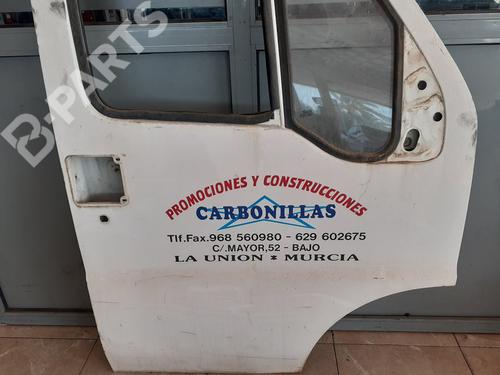 B-PARTS
PROMOCIONES Y CONSTRUCCIONES
CARBONILLAS
Tlf.Fax.968 560980 - 629 602675
C/.MAYOR,52 - BAJO
LA UNION * MURCIA